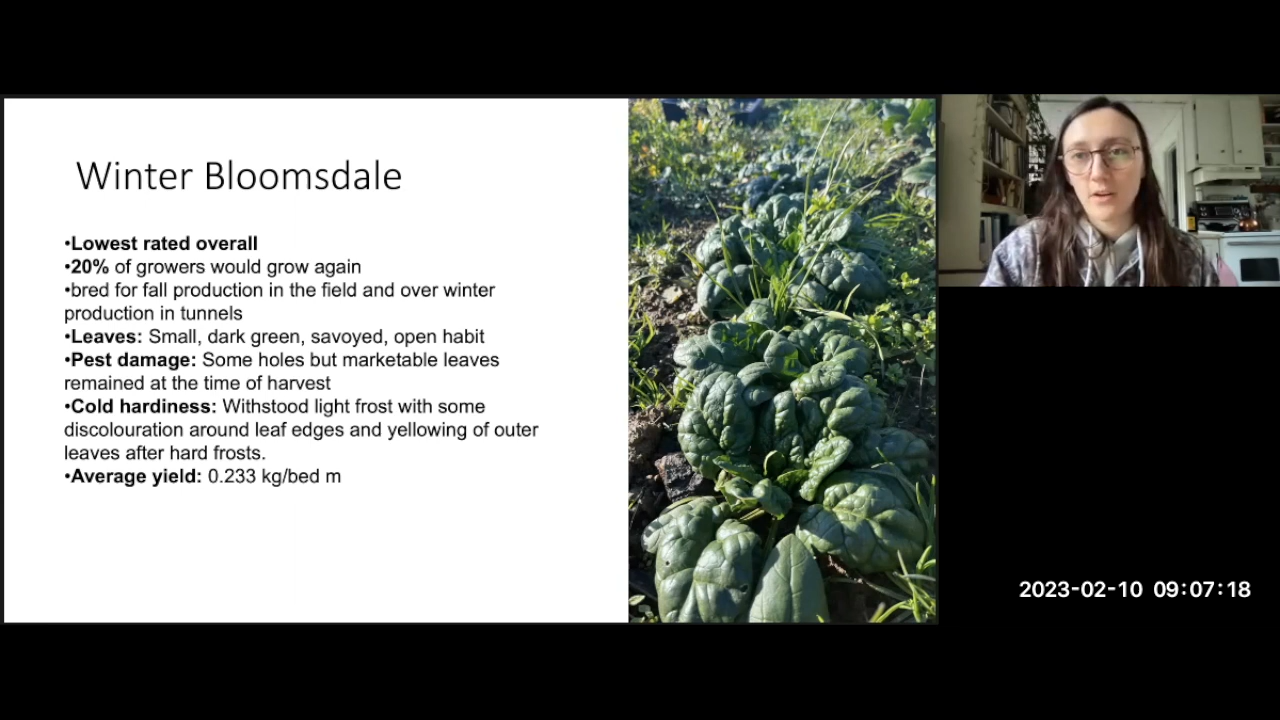 Winter Bloomsdale
•Lowest rated overall
•20% of growers would grow again
•bred for fall production in the field and over winter
production in tunnels
•Leaves: Small, dark green, savoyed, open habit
•Pest damage: Some holes but marketable leaves
remained at the time of harvest
•Cold hardiness: Withstood light frost with some
discolouration around leaf edges and yellowing of outer
leaves after hard frosts.
•Average yield: 0.233 kg/bed m
2023-02-10 09:07:18